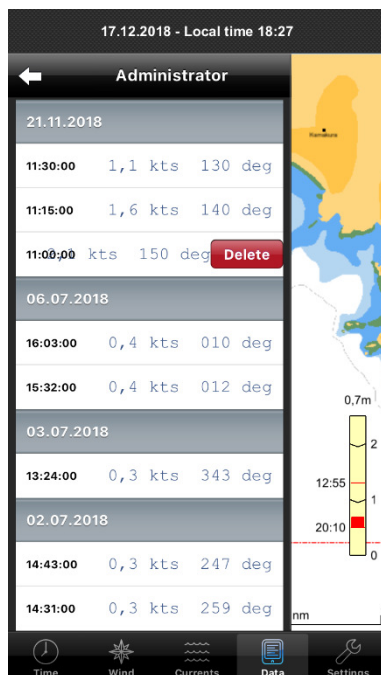 17.12.2018 - Local time 18:27
Administrator
21.11.2018
11:30:00 1,1 kts 130 deg
11:15:00 1,6 kts 140 deg
11:00:00 kts 150 deg Delete
06.07.2018
16:03:00 0,4 kts 010 deg
15:32:00 0,4 kts 012 deg
03.07.2018
13:24:00 0,3 kts 343 deg
02.07.2018
14:43:00 0,3 kts 247 deg
14:31:00 0,3 kts 259 deg
Kamakura
0,7m
2
12:55
1
20:10
0
nm
Time Wind Currents Data Settings